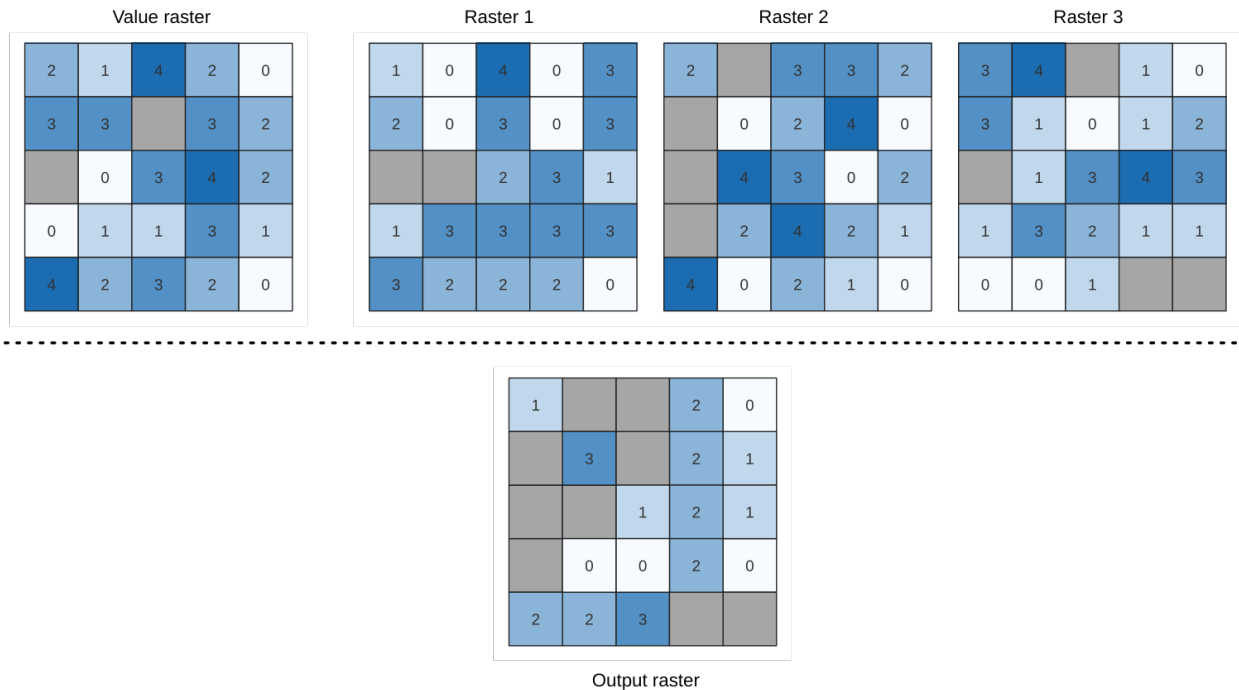 Value raster Raster 1 Raster 2 Raster 3
2 1 4 2 0 1 0 4 0 3 2 3 3 2 3 4 1 0
3 3 3 2 2 0 3 0 3 0 2 4 0 3 1 0 1 2
0 3 4 2 2 3 1 4 3 0 2 1 3 4 3
0 1 1 3 1 1 3 3 3 3 2 4 2 1 1 3 2 1 1
4 2 3 2 0 3 2 2 2 0 4 0 2 1 0 0 0 1
1 2 0
3 2 1
1 2 1
0 0 2 0
2 2 3
Output raster